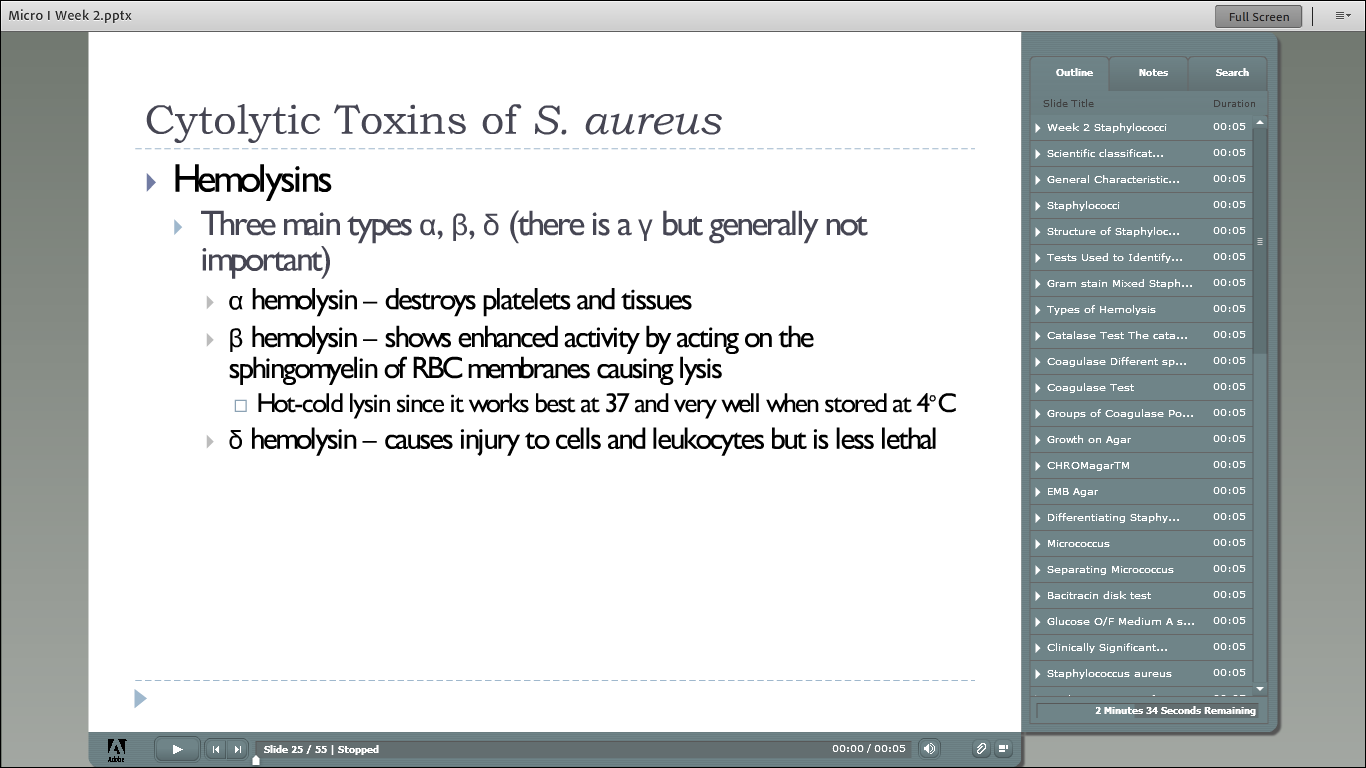 Micro I Week 2.pptx
Full Screen
Cytolytic Toxins of S. aureus
Hemolysins
Three main types α, β, δ (there is a γ but generally not
important)
α hemolysin – destroys platelets and tissues
β hemolysin – shows enhanced activity by acting on the
sphingomyelin of RBC membranes causing lysis
Hot-cold lysin since it works best at 37 and very well when stored at 4°C
δ hemolysin – causes injury to cells and leukocytes but is less lethal
Outline Notes Search
Slide Title Duration
Week 2 Staphylococci 00:05
Scientific classificat... 00:05
General Characteristic... 00:05
Staphylococci 00:05
Structure of Staphyloc... 00:05
Tests Used to Identify... 00:05
Gram stain Mixed Staph... 00:05
Types of Hemolysis 00:05
Catalase Test The cata... 00:05
Coagulase Different sp... 00:05
Coagulase Test 00:05
Groups of Coagulase Po... 00:05
Growth on Agar 00:05
CHROMagarTM 00:05
EMB Agar 00:05
Differentiating Staphy... 00:05
Micrococcus 00:05
Separating Micrococcus 00:05
Bacitracin disk test 00:05
Glucose O/F Medium A s... 00:05
Clinically Significant... 00:05
Staphylococcus aureus 00:05
2 Minutes 34 Seconds Remaining
Adobe
Slide 25 / 55 | Stopped 00:00 / 00:05